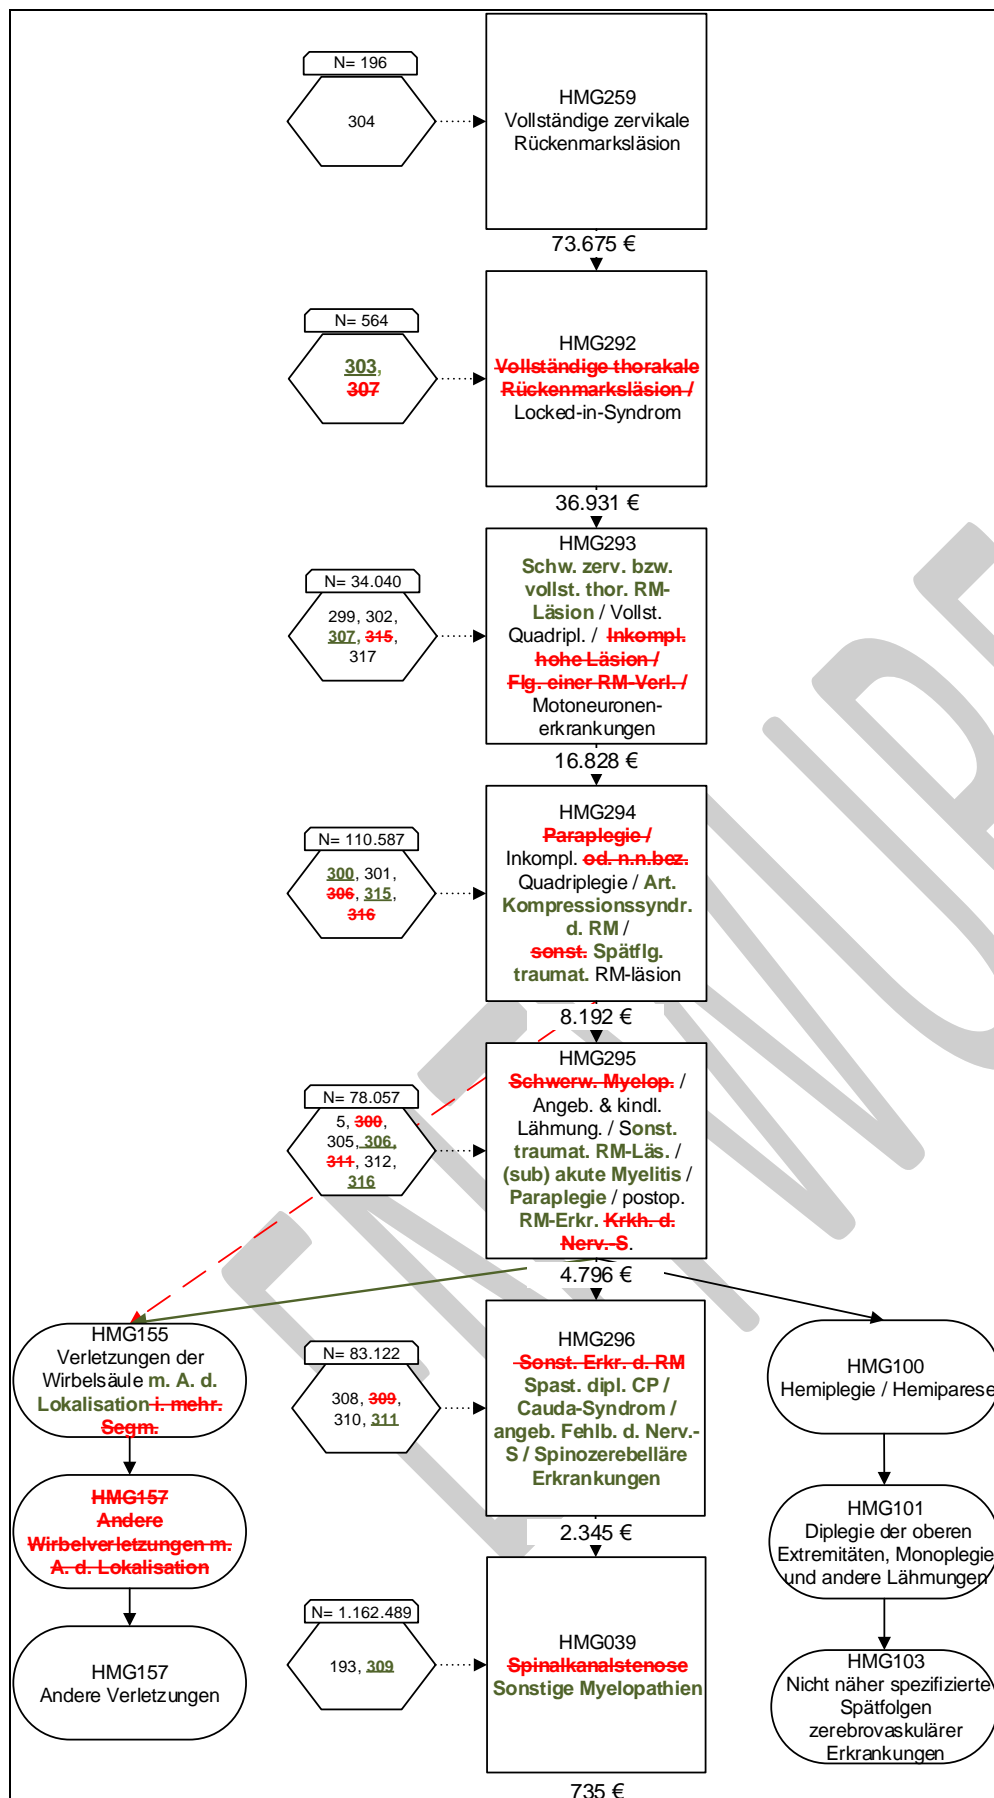 N= 196
304
HMG259
Vollständige zervikale
Rückenmarksläsion
73.675 €
N= 564
303,
307
HMG292
Vollständige thorakale
Rückenmarksläsion /
Locked-in-Syndrom
36.931 €
N= 34.040
299, 302,
307, 315,
317
HMG293
Schw. zerv. bzw.
vollst. thor. RM-
Läsion / Vollst.
Quadripl. / Inkompl.
hohe Läsion /
Flg. einer RM-Verl. /
Motoneuronen-
erkrankungen
16.828 €
N= 110.587
300, 301,
306, 315,
316
HMG294
Paraplegie /
Inkompl. od. n.n.bez.
Quadriplegie / Art.
Kompressionssyndr.
d. RM /
sonst. Spätflg.
traumat. RM-läsion
8.192 €
N= 78.057
5, 300,
305, 306,
311, 312,
316
HMG295
Schwerw. Myelop. /
Angeb. & kindl.
Lähmung. / Sonst.
traumat. RM-Läs. /
(sub) akute Myelitis /
Paraplegie / postop.
RM-Erkr. Krkh. d.
Nerv.-S.
4.796 €
HMG155
Verletzungen der
Wirbelsäule m. A. d.
Lokalisation i. mehr.
Segm.
HMG157
Andere
Wirbelverletzungen m.
A. d. Lokalisation
HMG157
Andere Verletzungen
N= 83.122
308, 309,
310, 311
HMG296
Sonst. Erkr. d. RM
Spast. dipl. CP /
Cauda-Syndrom /
angeb. Fehlb. d. Nerv.-
S / Spinozerebelläre
Erkrankungen
2.345 €
N= 1.162.489
193, 309
HMG039
Spinalkanalstenose
Sonstige Myelopathien
735 €
HMG100
Hemiplegie / Hemiparese
HMG101
Diplegie der oberen
Extremitäten, Monoplegie
und andere Lähmungen
HMG103
Nicht näher spezifizierte
Spätfolgen
zerebrovaskulärer
Erkrankungen
ENTWURF